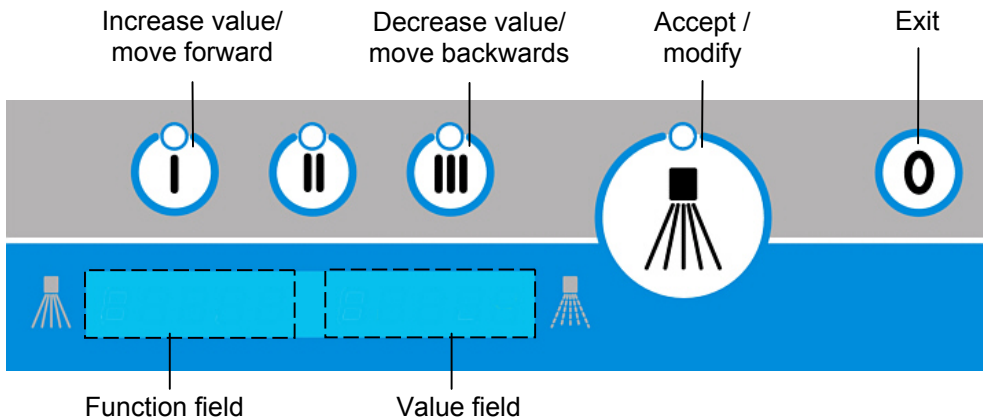 Increase value/
move forward
Decrease value/
move backwards
Accept /
modify
Exit
I
II
III
0
Function field
Value field